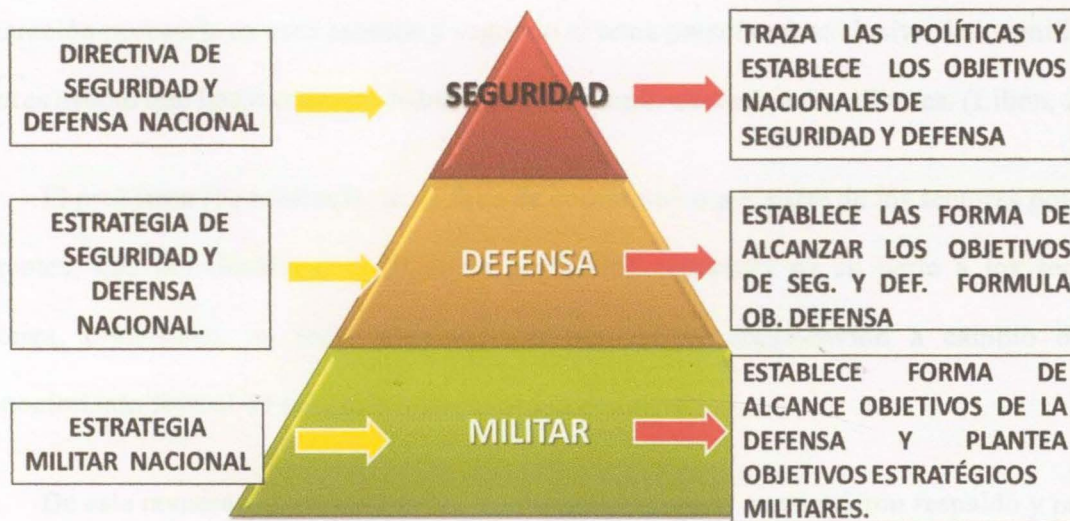 DIRECTIVA DE
SEGURIDAD Y
DEFENSA NACIONAL
SEGURIDAD
TRAZA LAS POLÍTICAS Y
ESTABLECE LOS OBJETIVOS
NACIONALES DE
SEGURIDAD Y DEFENSA
ESTRATEGIA DE
SEGURIDAD Y
DEFENSA
NACIONAL.
DEFENSA
ESTABLECE LAS FORMA DE
ALCANZAR LOS OBJETIVOS
DE SEG. Y DEF. FORMULA
OB. DEFENSA
ESTRATEGIA
MILITAR NACIONAL
MILITAR
ESTABLECE FORMA DE
ALCANCE OBJETIVOS DE LA
DEFENSA Y PLANTEA
OBJETIVOS ESTRATÉGICOS
MILITARES.